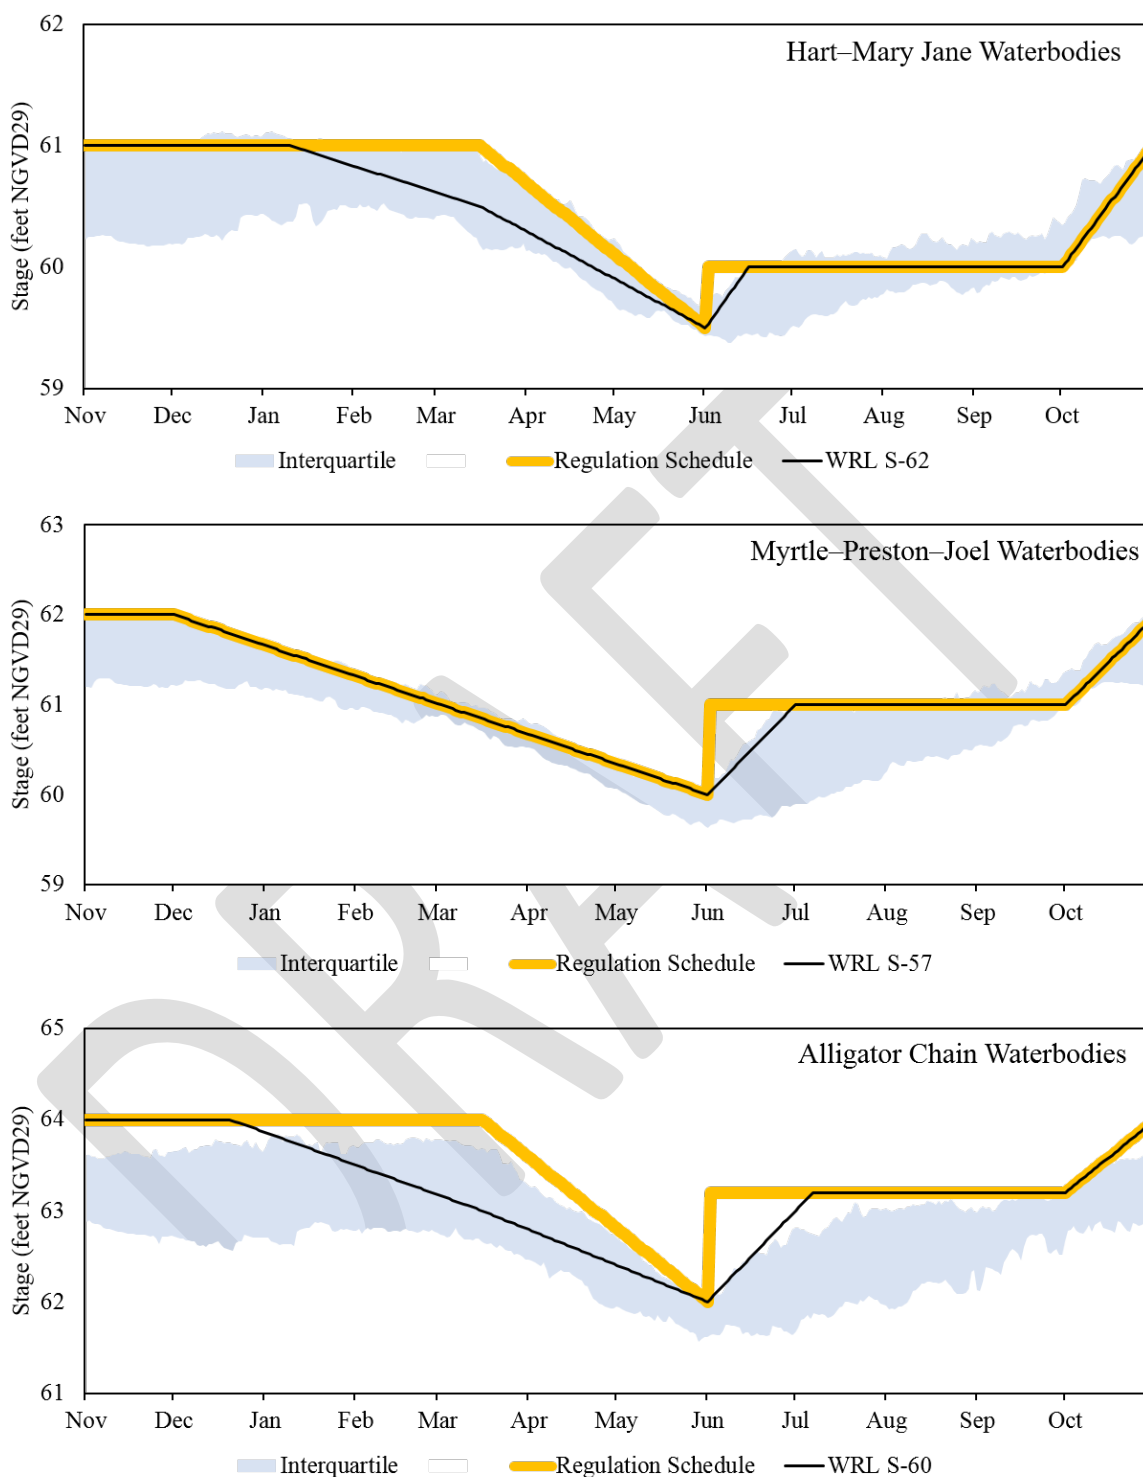 Hart–Mary Jane Waterbodies
Stage (feet NGVD29)
62
61
60
59
Nov Dec Jan Feb Mar Apr May Jun Jul Aug Sep Oct
Interquartile Regulation Schedule WRL S-62
Myrtle–Preston–Joel Waterbodies
Stage (feet NGVD29)
63
62
61
60
59
Nov Dec Jan Feb Mar Apr May Jun Jul Aug Sep Oct
Interquartile Regulation Schedule WRL S-57
Alligator Chain Waterbodies
Stage (feet NGVD29)
65
64
63
62
61
Nov Dec Jan Feb Mar Apr May Jun Jul Aug Sep Oct
Interquartile Regulation Schedule WRL S-60
DRAFT